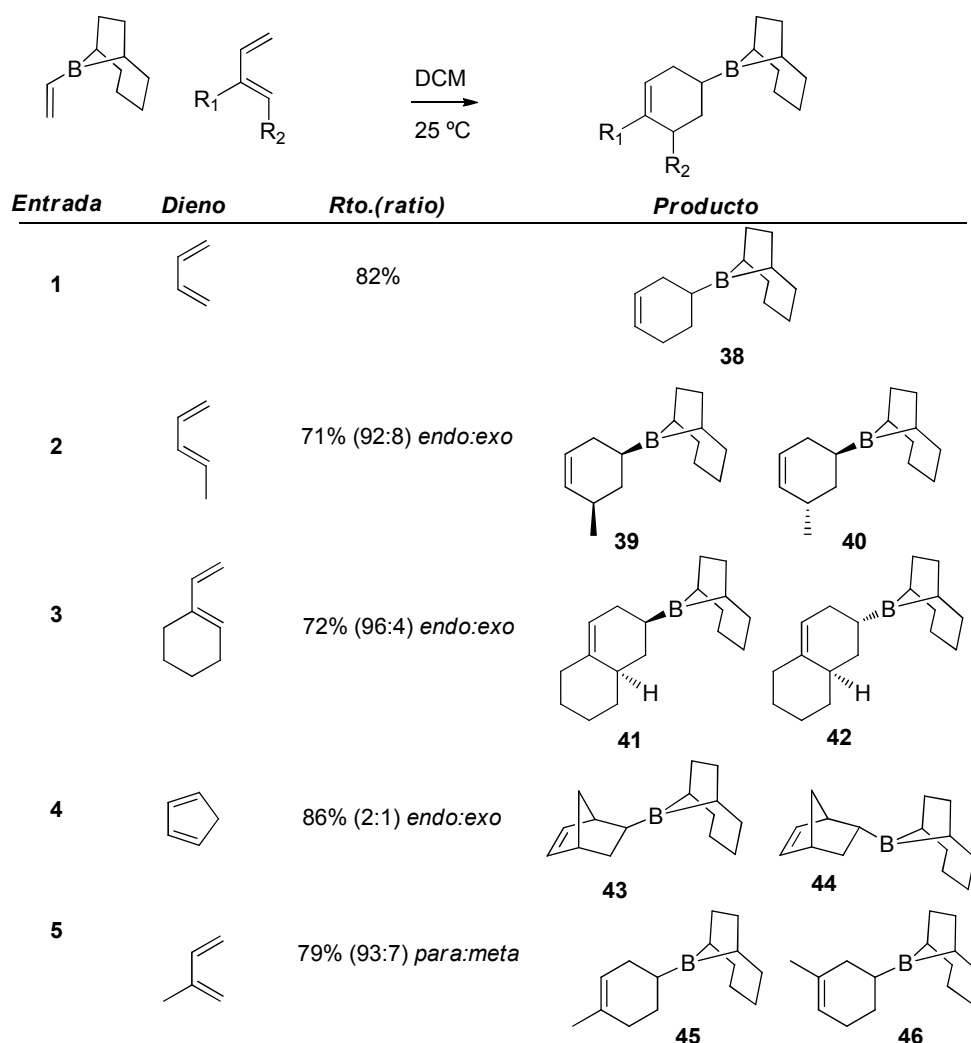 B
R1
R2
DCM
25 ºC
B
R1
R2
Entrada Dieno Rto.(ratio) Producto
1
82%
B
38
2
71% (92:8) endo:exo
B
B
39
40
3
72% (96:4) endo:exo
B
B
H
H
41
42
4
86% (2:1) endo:exo
B
B
43
44
5
79% (93:7) para:meta
B
B
45
46